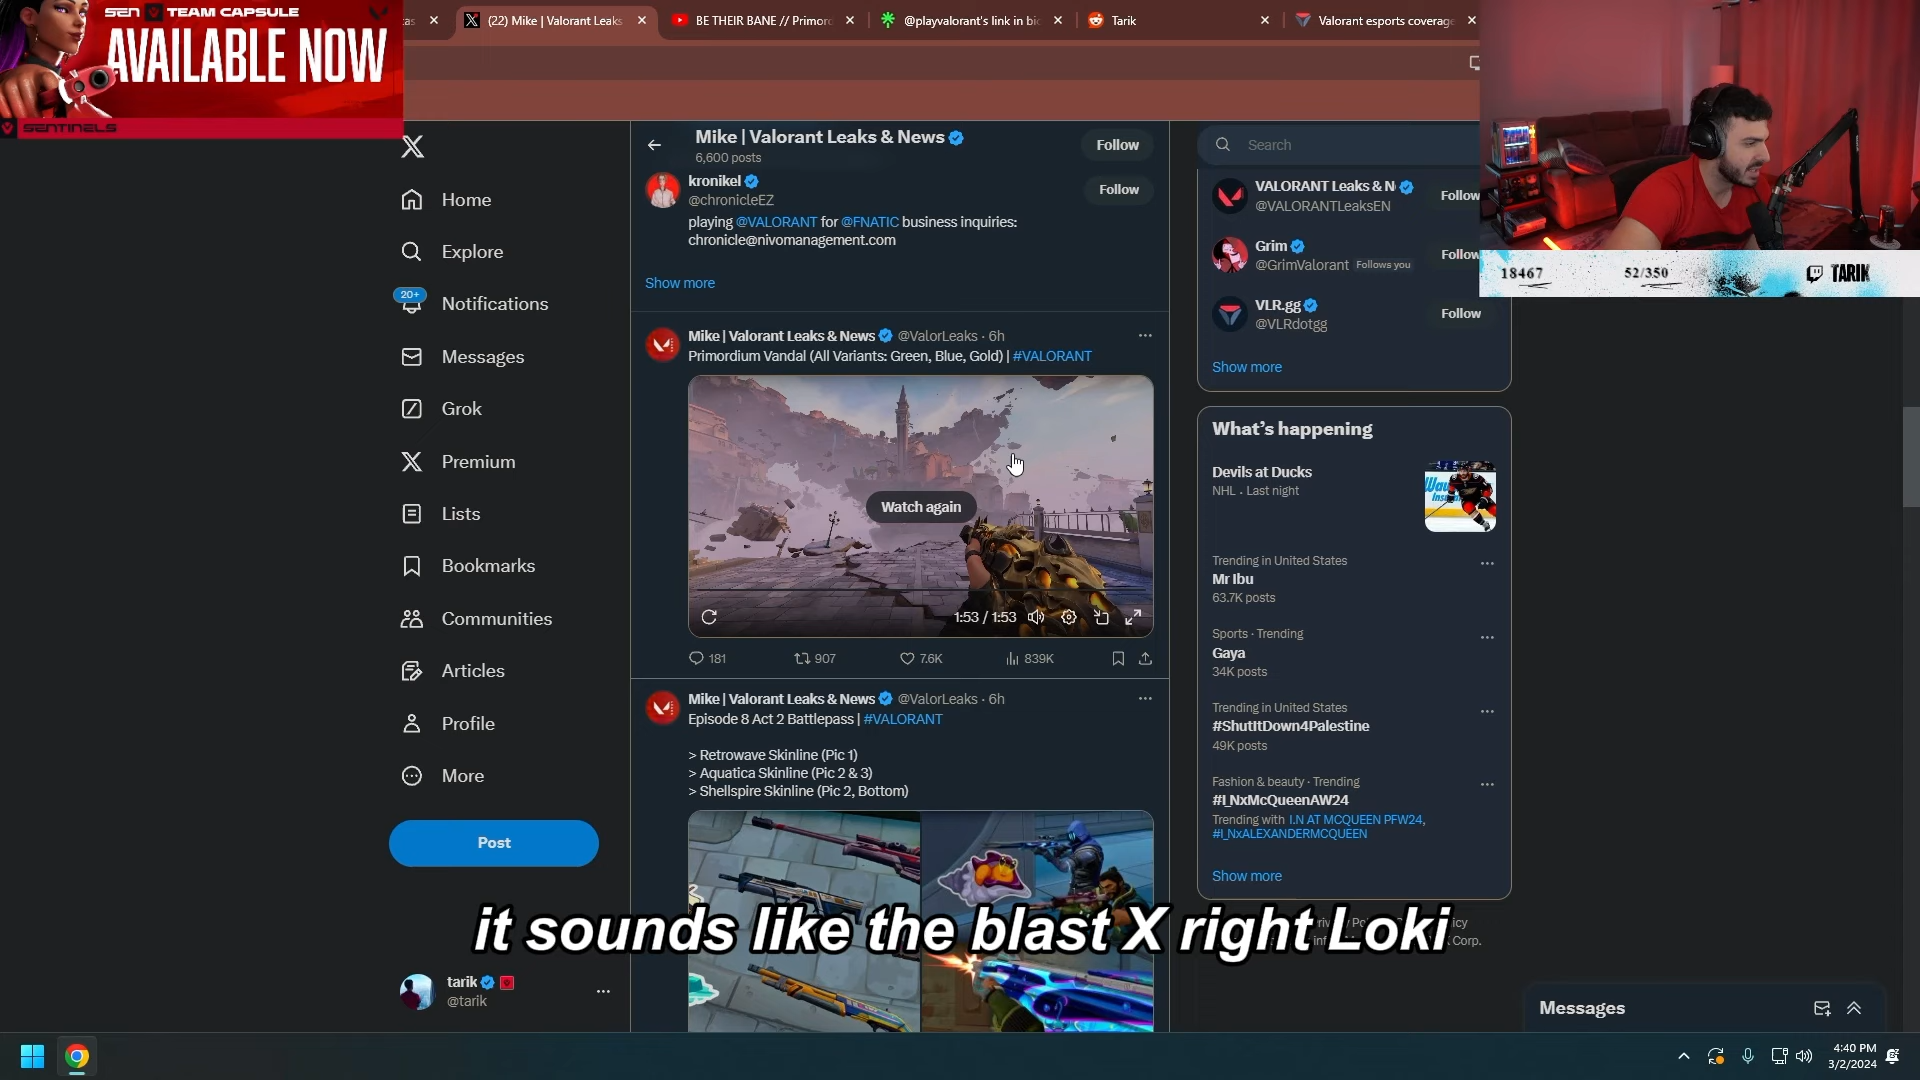 SEN TEAM CAPSULE
AVAILABLE NOW
SENTINELS
(22) Mike | Valorant Leaks
BE THEIR BANE // Primor
@playvalorant's link in bi
Tarik
Valorant esports coverage
Mike | Valorant Leaks & News
6,600 posts
Follow
kronikel
@chronicleEZ
Follow
playing @VALORANT for @FNATIC business inquiries:
chronicle@nivomanagement.com
Show more
Home
Explore
20+
Notifications
Messages
Grok
Premium
Lists
Bookmarks
Communities
Articles
Profile
More
Post
tarik
@tarik
Mike | Valorant Leaks & News @ValorLeaks · 6h
Primordium Vandal (All Variants: Green, Blue, Gold) | #VALORANT
Watch again
1:53 / 1:53
181 907 7.6K 839K
Mike | Valorant Leaks & News @ValorLeaks · 6h
Episode 8 Act 2 Battlepass | #VALORANT
> Retrowave Skinline (Pic 1)
> Aquatica Skinline (Pic 2 & 3)
> Shellspire Skinline (Pic 2, Bottom)
Search
VALORANT Leaks & N
@VALORANTLeaksEN
Follow
Grim
@GrimValorant Follows you
Follow
VLR.gg
@VLRdotgg
Follow
Show more
What's happening
Devils at Ducks
NHL · Last night
Trending in United States
Mr Ibu
63.7K posts
Sports · Trending
Gaya
34K posts
Trending in United States
#ShutItDown4Palestine
49K posts
Fashion & beauty · Trending
#I_NxMcQueenAW24
Trending with I.N AT MCQUEEN PFW24,
#I_NxALEXANDERMCQUEEN
Show more
X Corp.
18467
52/350
TARIK
it sounds like the blast X right Loki
Messages
4:40 PM
3/2/2024